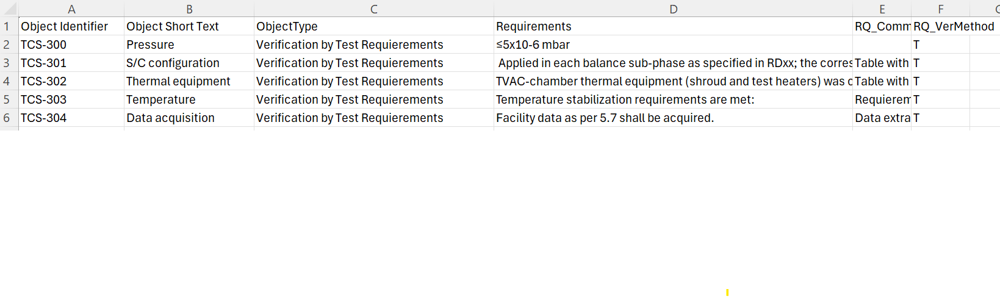 A B C D E F
1 Object Identifier Object Short Text ObjectType Requirements RQ_Comm RQ_VerMethod
2 TCS-300 Pressure Verification by Test Requierements ≤5x10-6 mbar T
3 TCS-301 S/C configuration Verification by Test Requierements Applied in each balance sub-phase as specified in RDxx; the corres Table with T
4 TCS-302 Thermal equipment Verification by Test Requierements TVAC-chamber thermal equipment (shroud and test heaters) was Table with T
5 TCS-303 Temperature Verification by Test Requierements Temperature stabilization requirements are met: Requierem T
6 TCS-304 Data acquisition Verification by Test Requierements Facility data as per 5.7 shall be acquired. Data extra T